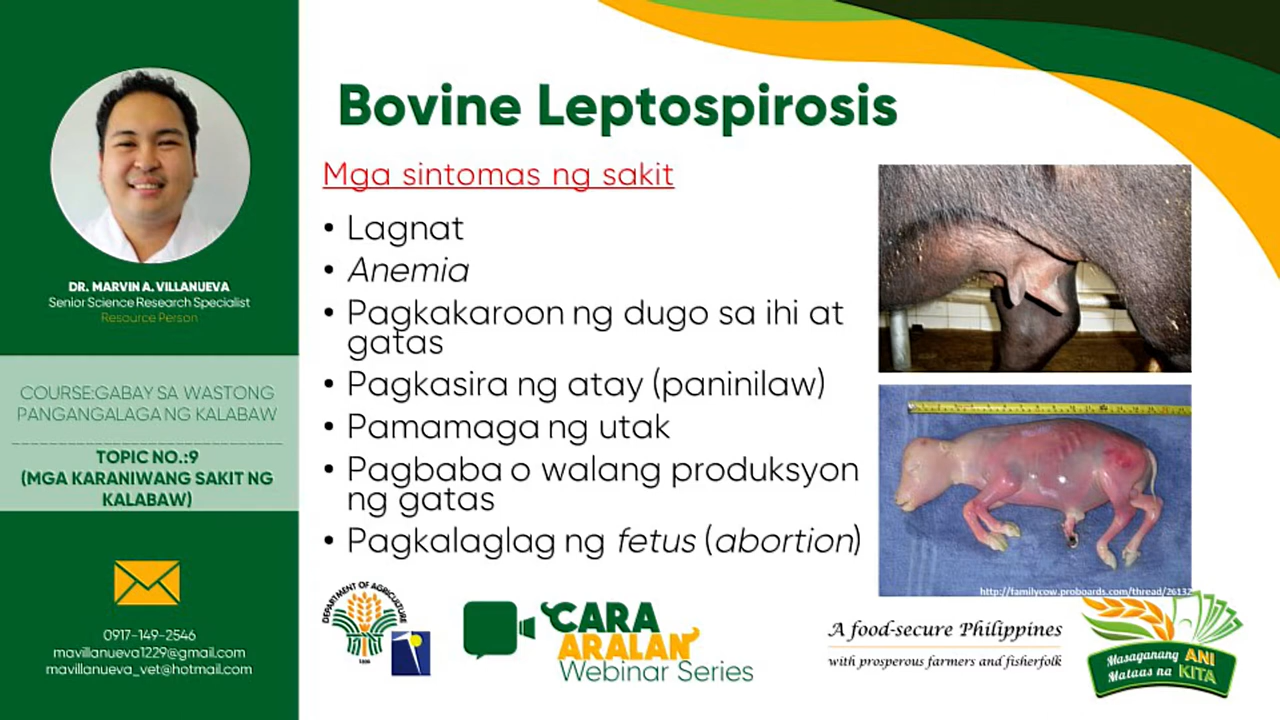 DR. MARVIN A. VILLANUEVA
Senior Science Research Specialist
Resource Person
COURSE:GABAY SA WASTONG
PANGANGALAGA NG KALABAW
TOPIC NO.:9
(MGA KARANIWANG SAKIT NG
KALABAW)
0917-149-2546
mavillanueva1229@gmail.com
mavillanueva_vet@hotmail.com
Bovine Leptospirosis
Mga sintomas ng sakit
• Lagnat
• Anemia
• Pagkakaroon ng dugo sa ihi at
gatas
• Pagkasira ng atay (paninilaw)
• Pamamaga ng utak
• Pagbaba o walang produksyon
ng gatas
• Pagkalaglag ng fetus (abortion)
http://familycow.proboards.com/thread/26132
DEPARTMENT OF AGRICULTURE
1898
CARA
ARALAN
Webinar Series
A food-secure Philippines
with prosperous farmers and fisherfolk
Masaganang ANI
Mataas na KITA